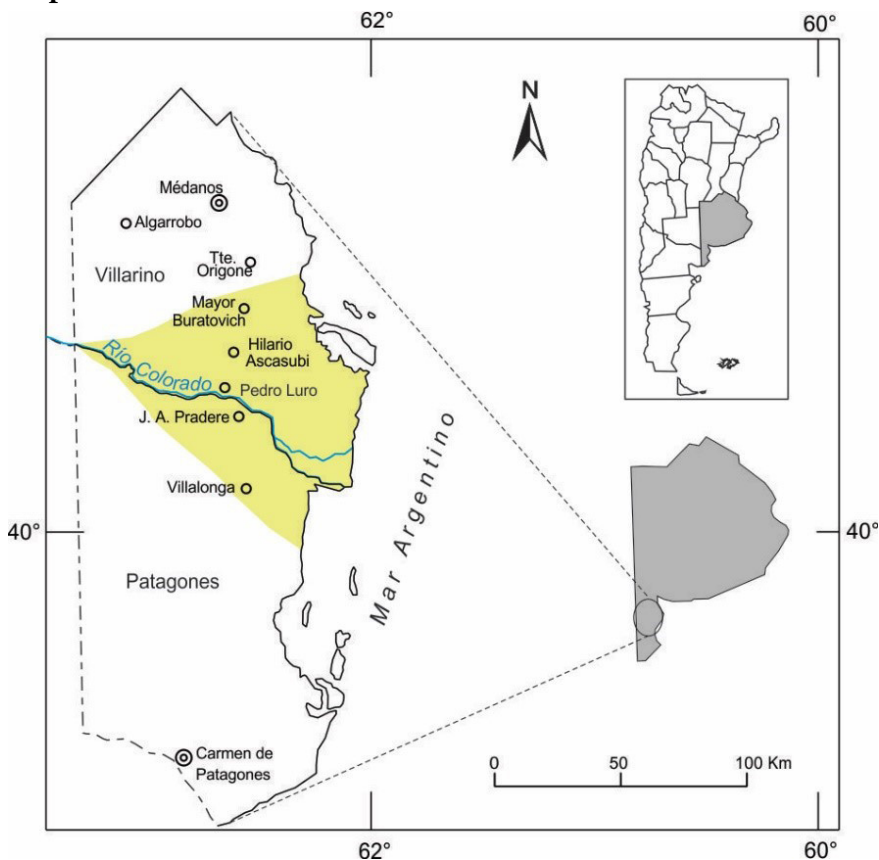 62°
60°
N
Médanos
Algarrobo
Tte.
Origone
Villarino
Mayor
Buratovich
Hilario
Ascasubi
Río Colorado
Pedro Luro
J. A. Pradere
Villalonga
Mar Argentino
40°
40°
Patagones
Carmen de
Patagones
0 50 100 Km
62°
60°